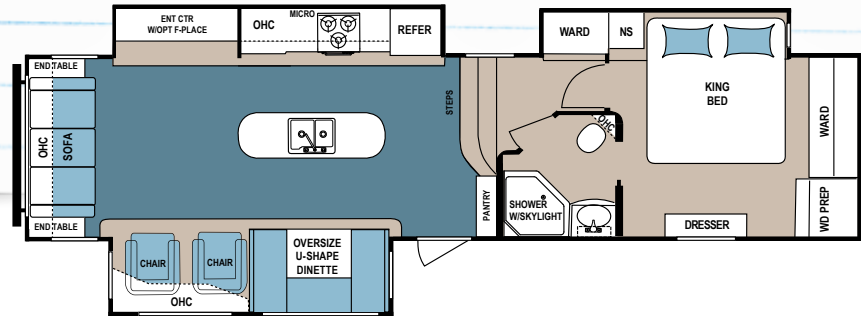 ENT CTR
W/OPT F-PLACE
OHC
MICRO
REFER
WARD
NS
END TABLE
OHC
SOFA
END TABLE
STEPS
PANTRY
OHC
KING
BED
WARD
WD PREP
SHOWER
W/SKYLIGHT
DRESSER
CHAIR
CHAIR
OHC
OVERSIZE
U-SHAPE
DINETTE